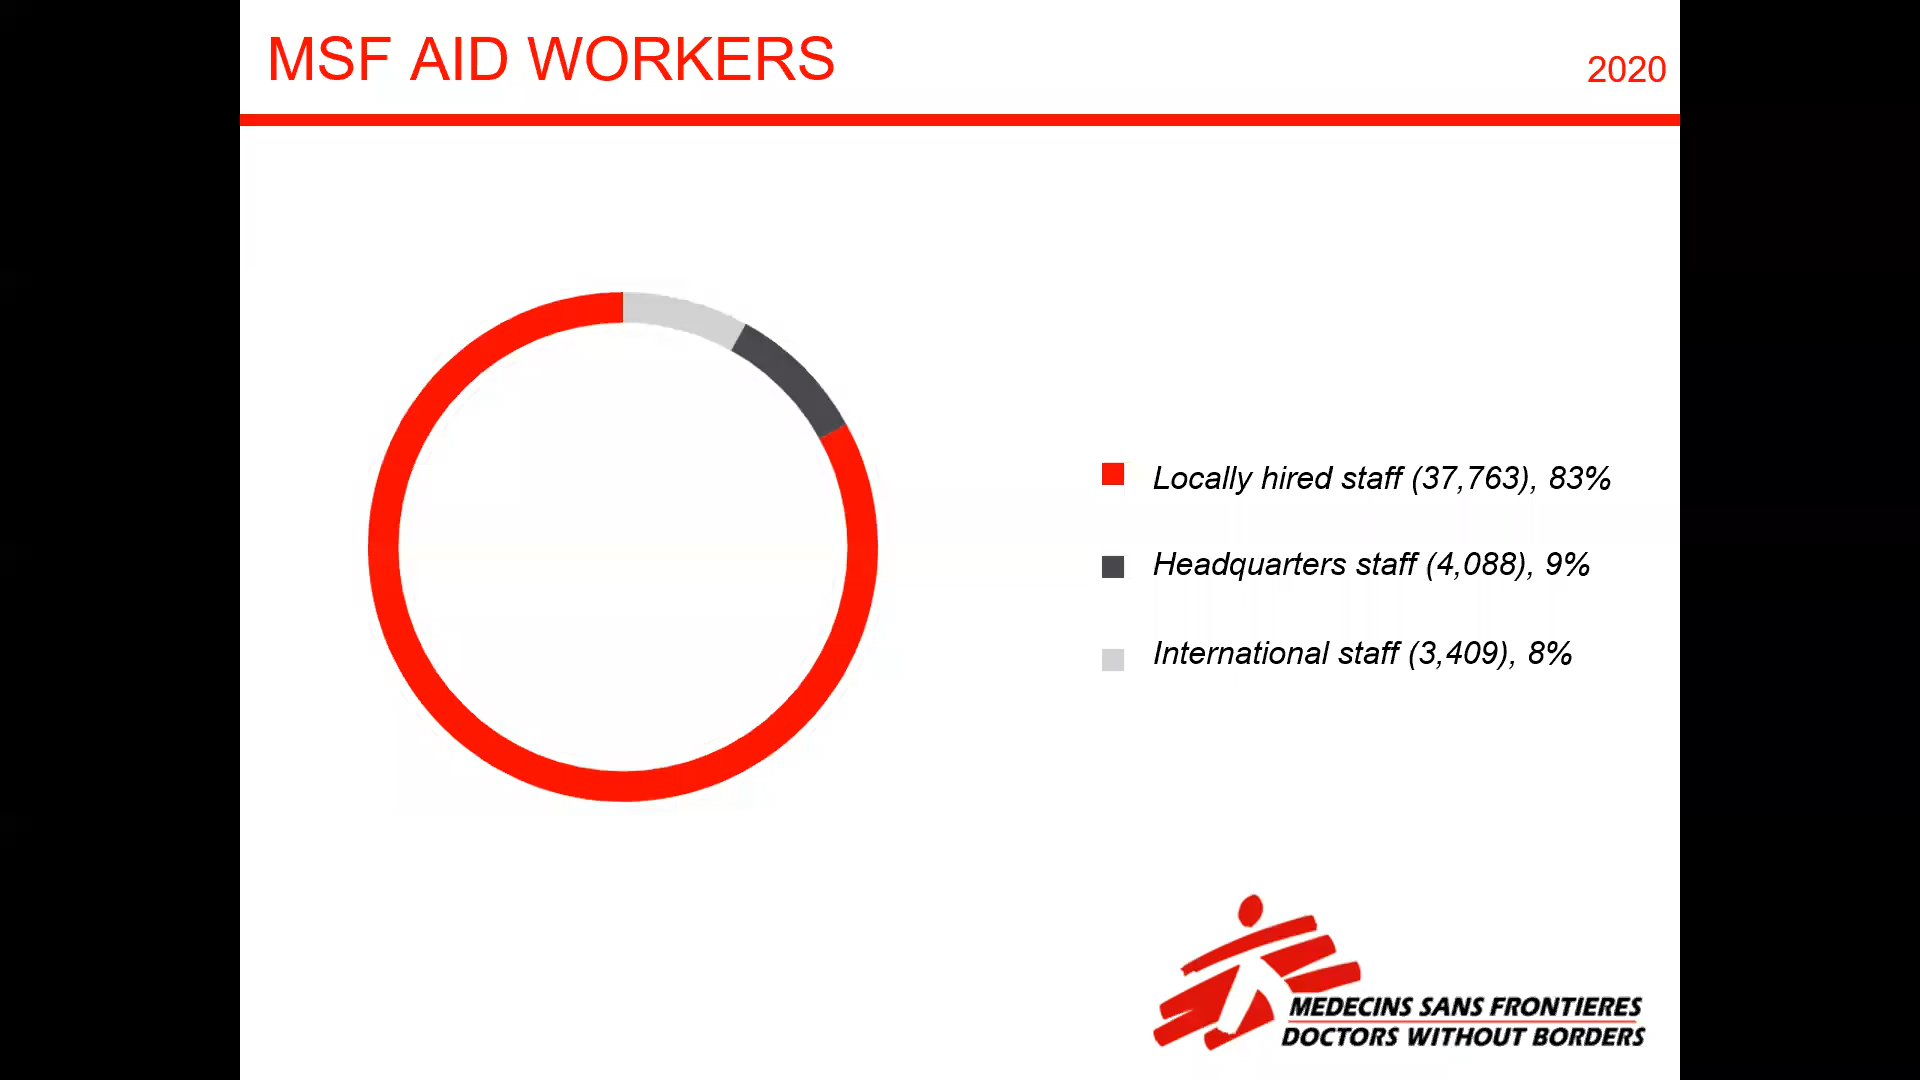 MSF AID WORKERS
2020
Locally hired staff (37,763), 83%
Headquarters staff (4,088), 9%
International staff (3,409), 8%
MEDECINS SANS FRONTIERES
DOCTORS WITHOUT BORDERS